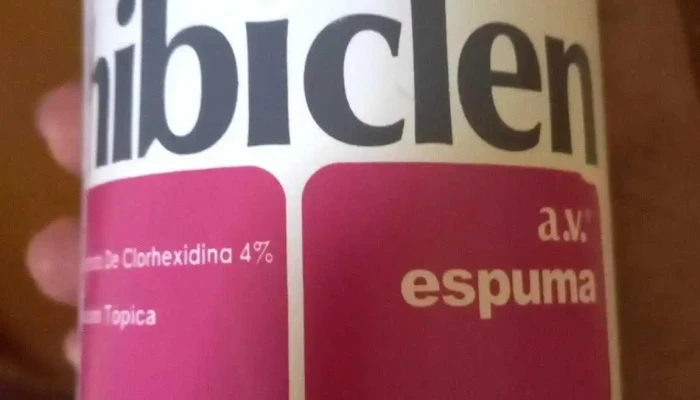 hibiclen
De Clorhexidina 4%
Tópica
a.v.
espuma